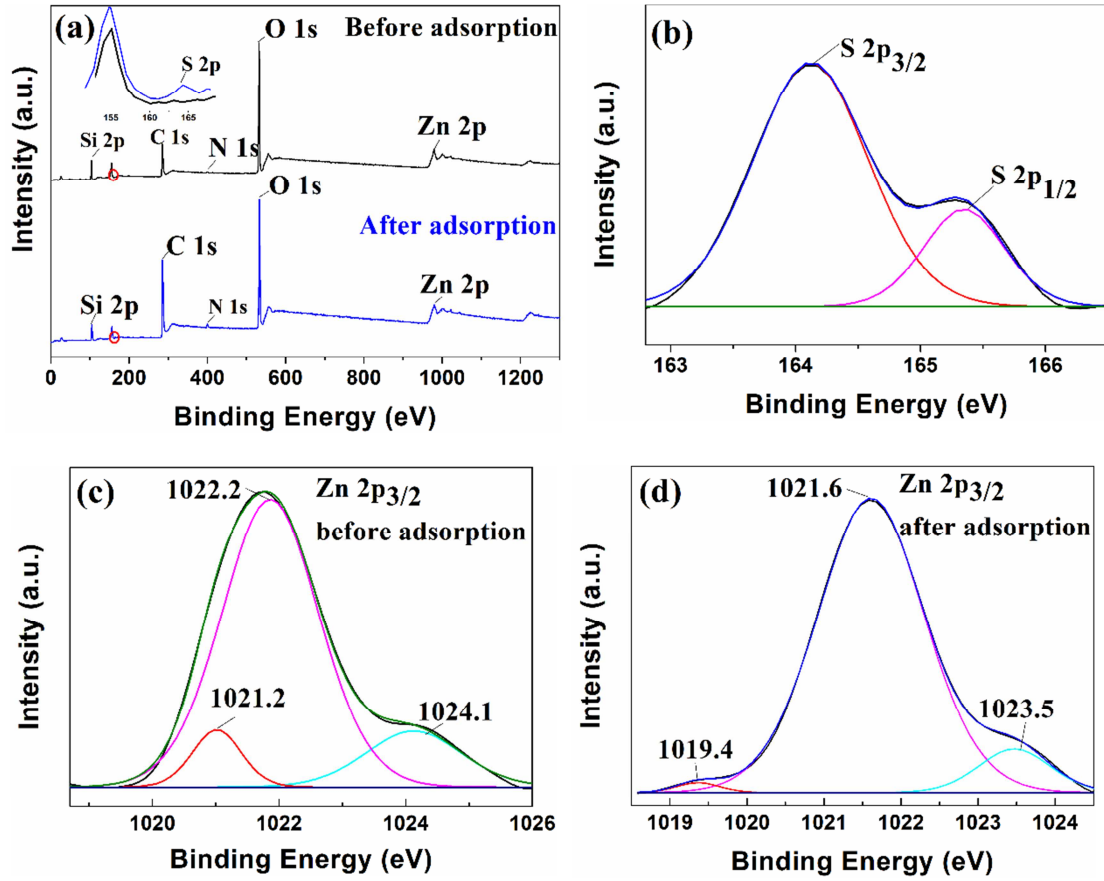 (a)
O 1s
Before adsorption
S 2p
155 160 165
Si 2p
C 1s
N 1s
Zn 2p
O 1s
After adsorption
C 1s
Si 2p
N 1s
Zn 2p
Intensity (a.u.)
0 200 400 600 800 1000 1200
Binding Energy (eV)
(b)
S 2p3/2
S 2p1/2
Intensity (a.u.)
163 164 165 166
Binding Energy (eV)
(c)
1022.2
Zn 2p3/2
before adsorption
1021.2
1024.1
Intensity (a.u.)
1020 1022 1024 1026
Binding Energy (eV)
(d)
1021.6
Zn 2p3/2
after adsorption
1019.4
1023.5
Intensity (a.u.)
1019 1020 1021 1022 1023 1024
Binding Energy (eV)